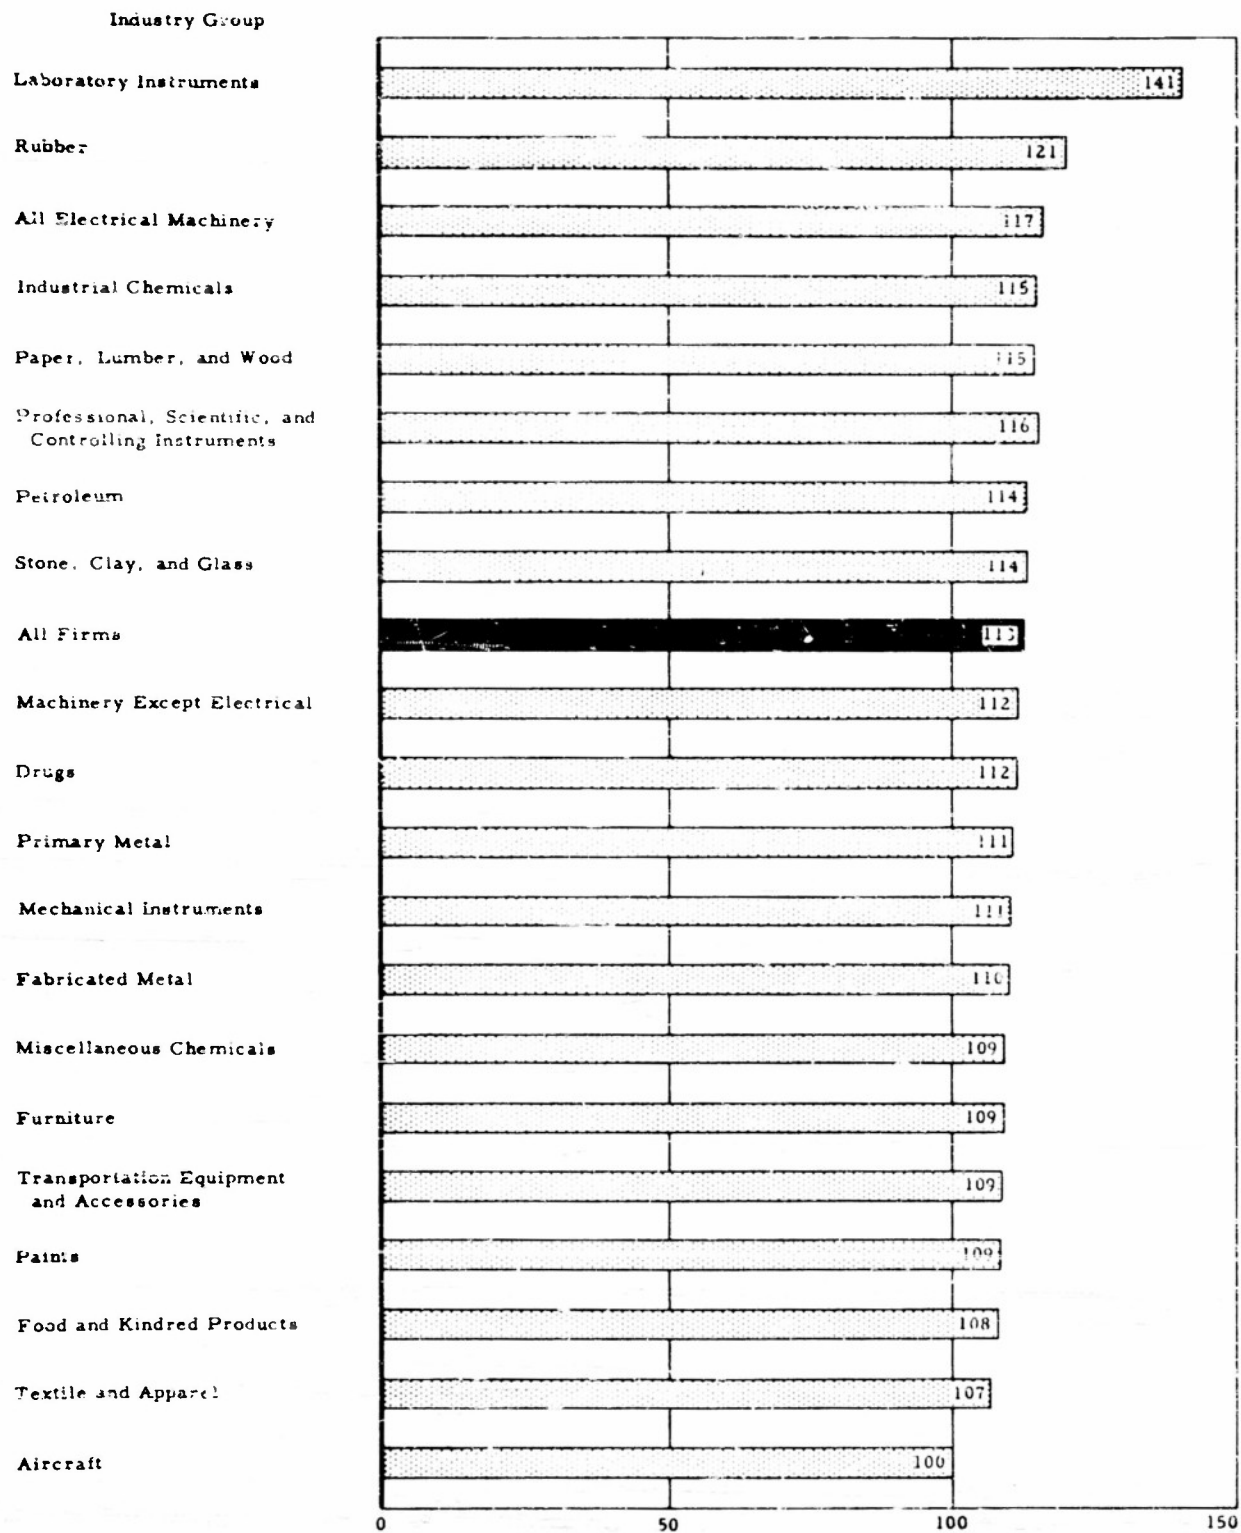 Industry Group
Laboratory Instruments 141
Rubber 121
All Electrical Machinery 117
Industrial Chemicals 115
Paper, Lumber, and Wood 115
Professional, Scientific, and
Controlling Instruments 116
Petroleum 114
Stone, Clay, and Glass 114
All Firms 113
Machinery Except Electrical 112
Drugs 112
Primary Metal 111
Mechanical Instruments 111
Fabricated Metal 110
Miscellaneous Chemicals 109
Furniture 109
Transportation Equipment
and Accessories 109
Paints 109
Food and Kindred Products 108
Textile and Apparel 107
Aircraft 100
0 50 100 150